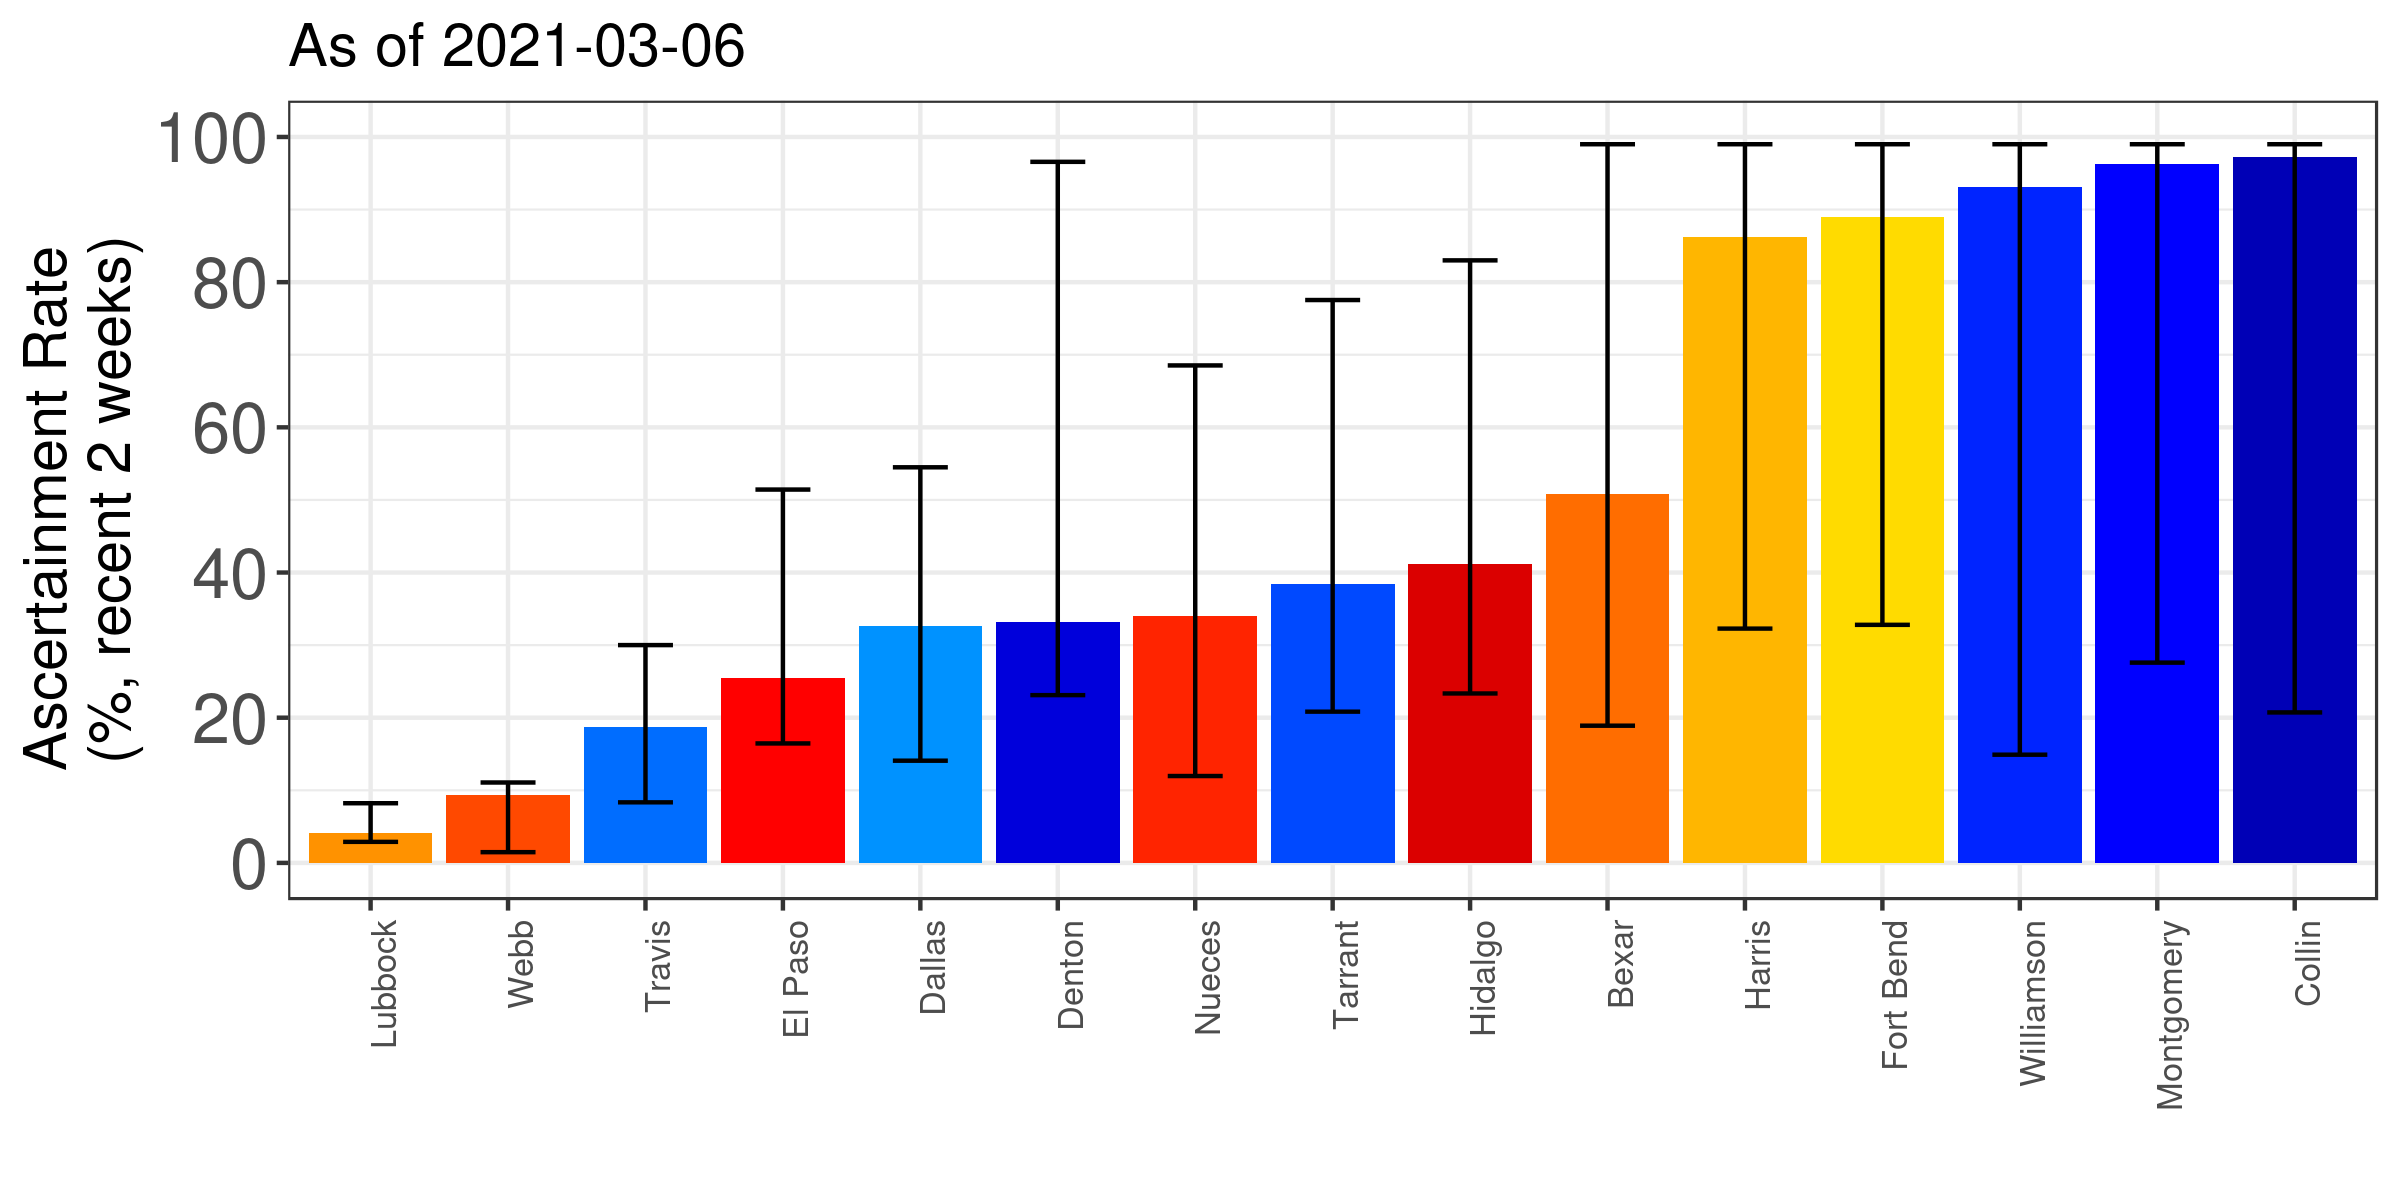 As of 2021-03-06
Ascertainment Rate
(%, recent 2 weeks)
100
80
60
40
20
0
Lubbock
Webb
Travis
El Paso
Dallas
Denton
Nueces
Tarrant
Hidalgo
Bexar
Harris
Fort Bend
Williamson
Montgomery
Collin